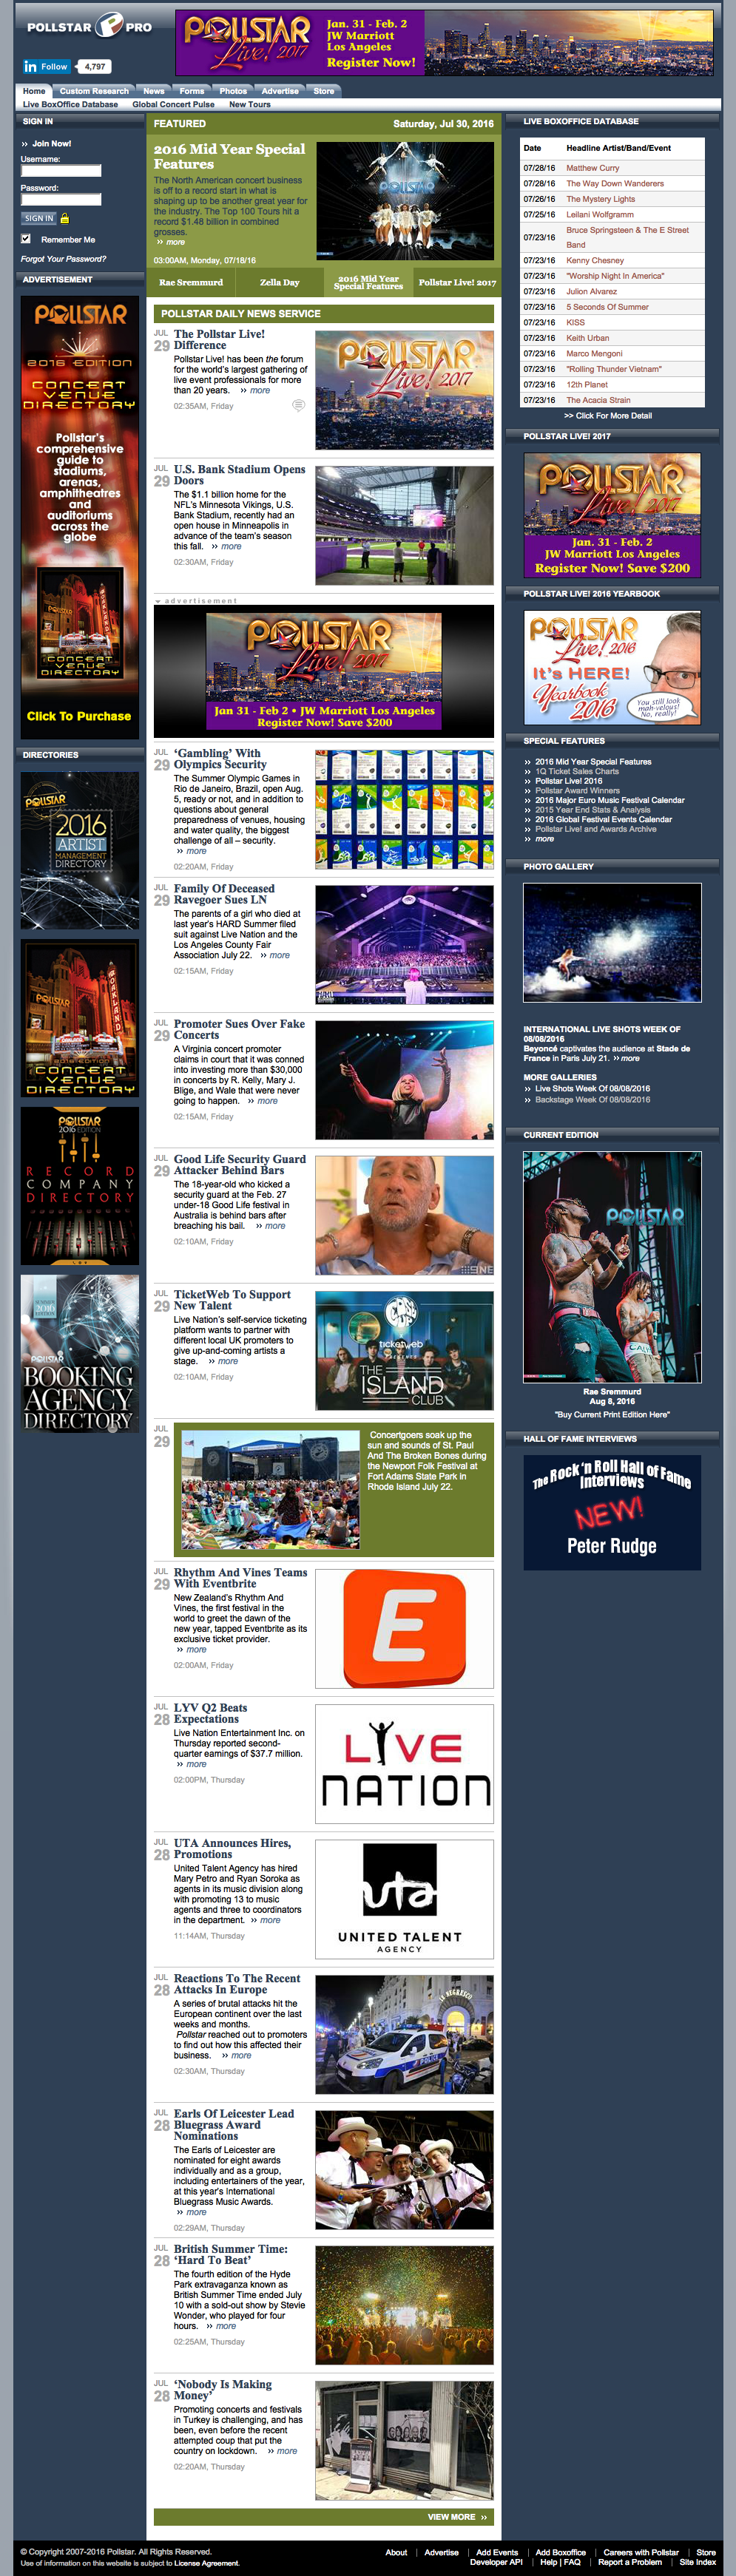 POLLSTAR PRO
POLLSTAR Live! 2017
Jan. 31 - Feb. 2
JW Marriott
Los Angeles
Register Now!
in Follow 4,797
Home Custom Research News Forms Photos Advertise Store
Live BoxOffice Database Global Concert Pulse New Tours
SIGN IN
›› Join Now!
Username:
Password:
SIGN IN
Remember Me
Forgot Your Password?
ADVERTISEMENT
POLLSTAR
2016 EDITION
CONCERT
VENUE
DIRECTORY
Pollstar's
comprehensive
guide to
stadiums,
arenas,
amphitheatres
and
auditoriums
across the
globe
POLLSTAR
OAKLAND
CONCERT
VENUE
DIRECTORY
Click To Purchase
DIRECTORIES
POLLSTAR
2016
ARTIST
MANAGEMENT
DIRECTORY
POLLSTAR
OAKLAND
2016 EDITION
CONCERT
VENUE
DIRECTORY
POLLSTAR
2016 EDITION
RECORD
COMPANY
DIRECTORY
SUMMER
2016
EDITION
POLLSTAR
BOOKING
AGENCY
DIRECTORY
FEATURED Saturday, Jul 30, 2016
2016 Mid Year Special
Features
The North American concert business
is off to a record start in what is
shaping up to be another great year for
the industry. The Top 100 Tours hit a
record $1.48 billion in combined
grosses.
›› more
03:00AM, Monday, 07/18/16
POLLSTAR
Rae Sremmurd
Zella Day
2016 Mid Year
Special Features
Pollstar Live! 2017
POLLSTAR DAILY NEWS SERVICE
JUL
29
The Pollstar Live!
Difference
Pollstar Live! has been the forum
for the world's largest gathering of
live event professionals for more
than 20 years. ›› more
02:35AM, Friday
POLLSTAR Live! 2017
JUL
29
U.S. Bank Stadium Opens
Doors
The $1.1 billion home for the
NFL's Minnesota Vikings, U.S.
Bank Stadium, recently had an
open house in Minneapolis in
advance of the team's season
this fall. ›› more
02:30AM, Friday
advertisement
POLLSTAR Live! 2017
Jan 31 - Feb 2 • JW Marriott Los Angeles
Register Now! Save $200
JUL
29
‘Gambling’ With
Olympics Security
The Summer Olympic Games in
Rio de Janeiro, Brazil, open Aug.
5, ready or not, and in addition to
questions about general
preparedness of venues, housing
and water quality, the biggest
challenge of all – security.
›› more
02:20AM, Friday
JUL
29
Family Of Deceased
Ravegoer Sues LN
The parents of a girl who died at
last year's HARD Summer filed
suit against Live Nation and the
Los Angeles County Fair
Association July 22. ›› more
02:15AM, Friday
JUL
29
Promoter Sues Over Fake
Concerts
A Virginia concert promoter
claims in court that it was conned
into investing more than $30,000
in concerts by R. Kelly, Mary J.
Blige, and Wale that were never
going to happen. ›› more
02:15AM, Friday
JUL
29
Good Life Security Guard
Attacker Behind Bars
The 18-year-old who kicked a
security guard at the Feb. 27
under-18 Good Life festival in
Australia is behind bars after
breaching his bail. ›› more
02:10AM, Friday
JUL
29
TicketWeb To Support
New Talent
Live Nation's self-service ticketing
platform wants to partner with
different local UK promoters to
give up-and-coming artists a
stage. ›› more
02:10AM, Friday
ticketweb
PRESENTS
THE
ISLAND
CLUB
JUL
29
Concertgoers soak up the
sun and sounds of St. Paul
And The Broken Bones during
the Newport Folk Festival at
Fort Adams State Park in
Rhode Island July 22.
JUL
29
Rhythm And Vines Teams
With Eventbrite
New Zealand's Rhythm And
Vines, the first festival in the
world to greet the dawn of the
new year, tapped Eventbrite as its
exclusive ticket provider.
›› more
02:00AM, Friday
E
JUL
28
LYV Q2 Beats
Expectations
Live Nation Entertainment Inc. on
Thursday reported second-
quarter earnings of $37.7 million.
›› more
02:00PM, Thursday
LIVE
NATION
JUL
28
UTA Announces Hires,
Promotions
United Talent Agency has hired
Mary Petro and Ryan Soroka as
agents in its music division along
with promoting 13 to music
agents and three to coordinators
in the department. ›› more
11:14AM, Thursday
uta
UNITED TALENT
AGENCY
JUL
28
Reactions To The Recent
Attacks In Europe
A series of brutal attacks hit the
European continent over the last
weeks and months.
Pollstar reached out to promoters
to find out how this affected their
business. ›› more
02:30AM, Thursday
JUL
28
Earls Of Leicester Lead
Bluegrass Award
Nominations
The Earls of Leicester are
nominated for eight awards
individually and as a group,
including entertainers of the year,
at this year's International
Bluegrass Music Awards.
›› more
02:29AM, Thursday
JUL
28
British Summer Time:
‘Hard To Beat’
The fourth edition of the Hyde
Park extravaganza known as
British Summer Time ended July
10 with a sold-out show by Stevie
Wonder, who played for four
hours. ›› more
02:25AM, Thursday
JUL
28
‘Nobody Is Making
Money’
Promoting concerts and festivals
in Turkey is challenging, and has
been, even before the recent
attempted coup that put the
country on lockdown. ›› more
02:20AM, Thursday
VIEW MORE ››
LIVE BOXOFFICE DATABASE
Date Headline Artist/Band/Event
07/28/16 Matthew Curry
07/28/16 The Way Down Wanderers
07/26/16 The Mystery Lights
07/25/16 Leilani Wolfgramm
07/23/16 Bruce Springsteen & The E Street
Band
07/23/16 Kenny Chesney
07/23/16 "Worship Night In America"
07/23/16 Julion Alvarez
07/23/16 5 Seconds Of Summer
07/23/16 KISS
07/23/16 Keith Urban
07/23/16 Marco Mengoni
07/23/16 "Rolling Thunder Vietnam"
07/23/16 12th Planet
07/23/16 The Acacia Strain
>> Click For More Detail
POLLSTAR LIVE! 2017
POLLSTAR Live! 2017
Jan. 31 - Feb. 2
JW Marriott Los Angeles
Register Now! Save $200
POLLSTAR LIVE! 2016 YEARBOOK
POLLSTAR Live! 2016
It's HERE!
Yearbook
2016
You still look
mah-velous!
No, really!
SPECIAL FEATURES
›› 2016 Mid Year Special Features
›› 1Q Ticket Sales Charts
›› Pollstar Live! 2016
›› Pollstar Award Winners
›› 2016 Major Euro Music Festival Calendar
›› 2015 Year End Stats & Analysis
›› 2016 Global Festival Events Calendar
›› Pollstar Live! and Awards Archive
›› more
PHOTO GALLERY
INTERNATIONAL LIVE SHOTS WEEK OF
08/08/2016
Beyoncé captivates the audience at Stade de
France in Paris July 21. ›› more
MORE GALLERIES
›› Live Shots Week Of 08/08/2016
›› Backstage Week Of 08/08/2016
CURRENT EDITION
POLLSTAR
Rae Sremmurd
Aug 8, 2016
"Buy Current Print Edition Here"
HALL OF FAME INTERVIEWS
The Rock 'n Roll Hall of Fame
Interviews
NEW!
Peter Rudge
© Copyright 2007-2016 Pollstar. All Rights Reserved.
Use of information on this website is subject to License Agreement.
About | Advertise | Add Events | Add Boxoffice | Careers with Pollstar | Store
Developer API | Help | FAQ | Report a Problem | Site Index